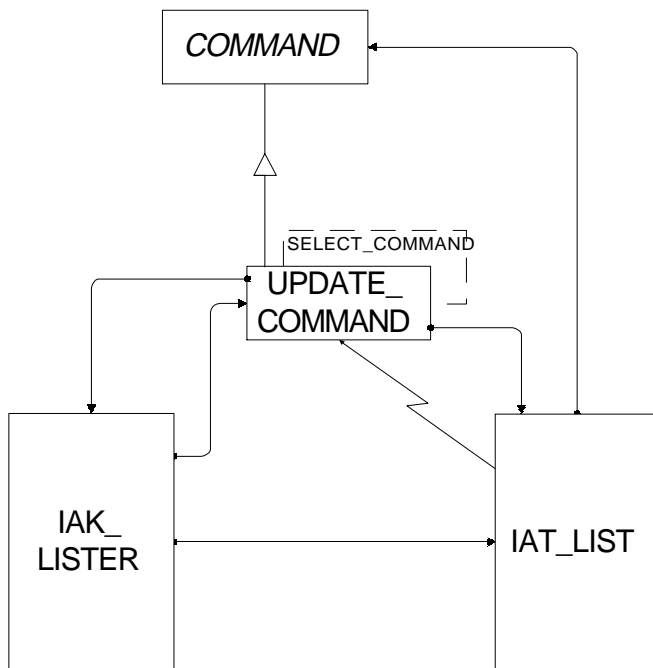 COMMAND
SELECT_COMMAND
UPDATE_
COMMAND
IAK_
LISTER
IAT_LIST